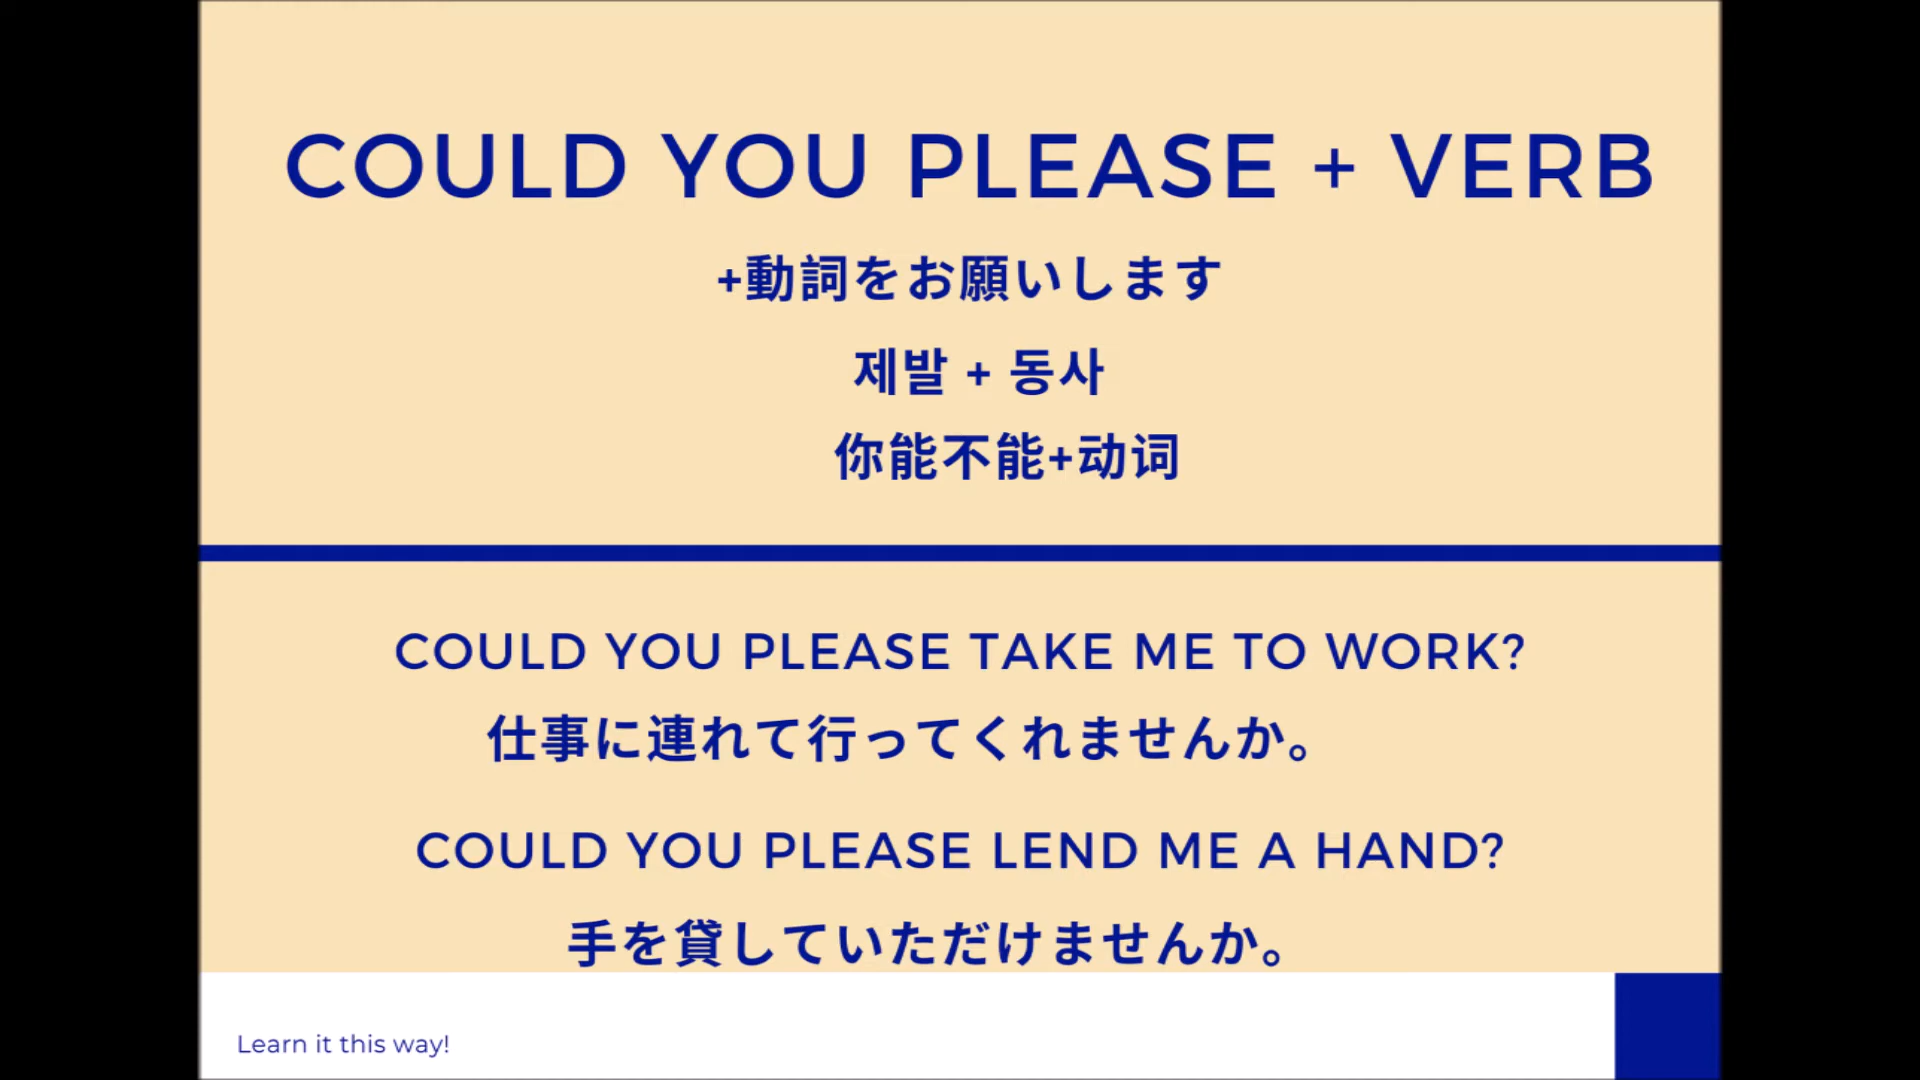 COULD YOU PLEASE + VERB
+動詞をお願いします
제발 + 동사
你能不能+动词
COULD YOU PLEASE TAKE ME TO WORK?
仕事に連れて行ってくれませんか。
COULD YOU PLEASE LEND ME A HAND?
手を貸していただけませんか。
Learn it this way!